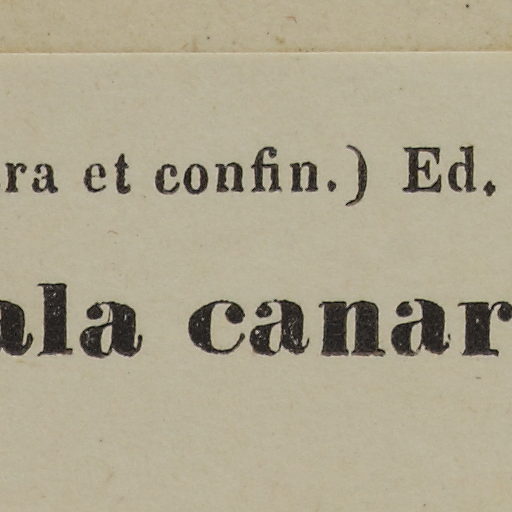 ra et confin.) Ed.
ala canar